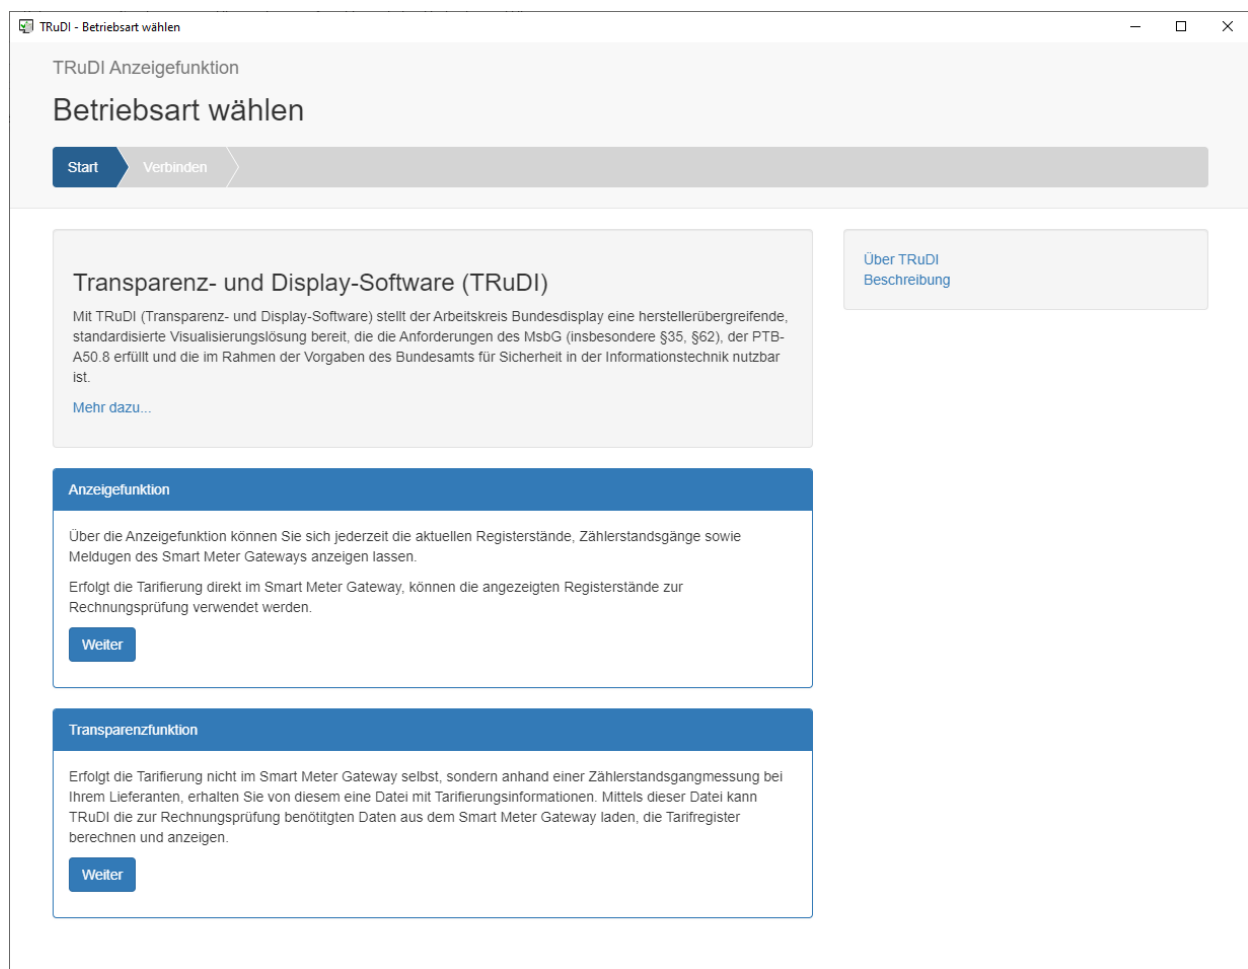 TRuDI - Betriebsart wählen
TRuDI Anzeigefunktion
Betriebsart wählen
Start
Verbinden
Transparenz- und Display-Software (TRuDI)
Mit TRuDI (Transparenz- und Display-Software) stellt der Arbeitskreis Bundesdisplay eine herstellerübergreifende,
standardisierte Visualisierungslösung bereit, die die Anforderungen des MsbG (insbesondere §35, §62), der PTB-
A50.8 erfüllt und die im Rahmen der Vorgaben des Bundesamts für Sicherheit in der Informationstechnik nutzbar
ist.
Mehr dazu...
Über TRuDI
Beschreibung
Anzeigefunktion
Über die Anzeigefunktion können Sie sich jederzeit die aktuellen Registerstände, Zählerstandsgänge sowie
Meldugen des Smart Meter Gateways anzeigen lassen.
Erfolgt die Tarifierung direkt im Smart Meter Gateway, können die angezeigten Registerstände zur
Rechnungsprüfung verwendet werden.
Weiter
Transparenzfunktion
Erfolgt die Tarifierung nicht im Smart Meter Gateway selbst, sondern anhand einer Zählerstandsgangmessung bei
Ihrem Lieferanten, erhalten Sie von diesem eine Datei mit Tarifierungsinformationen. Mittels dieser Datei kann
TRuDI die zur Rechnungsprüfung benötitgten Daten aus dem Smart Meter Gateway laden, die Tarifregister
berechnen und anzeigen.
Weiter